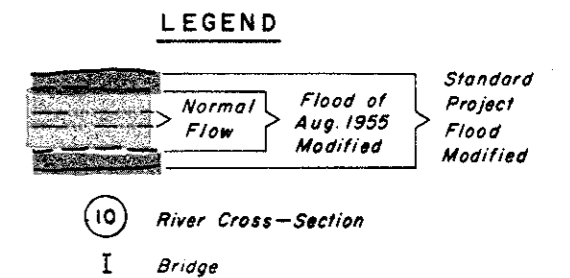 LEGEND
Normal
Flow
Flood of
Aug. 1955
Modified
Standard
Project
Flood
Modified
10 River Cross-Section
I Bridge